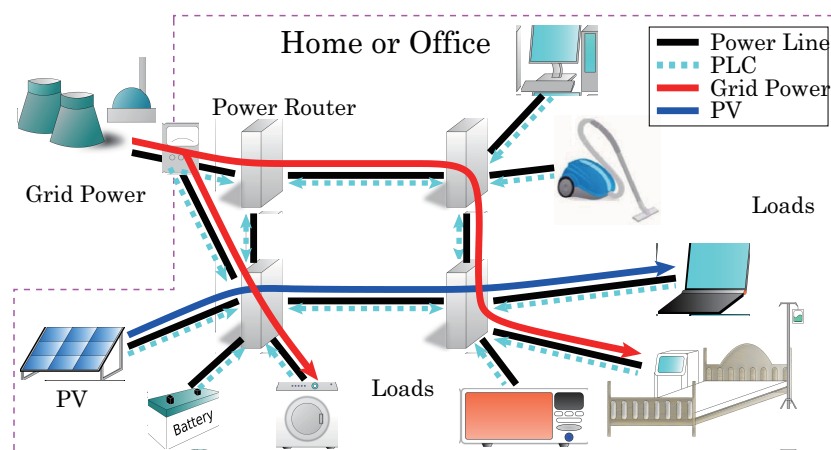 Home or Office
Power Line
PLC
Grid Power
PV
Power Router
Grid Power
Loads
PV
Battery
Loads